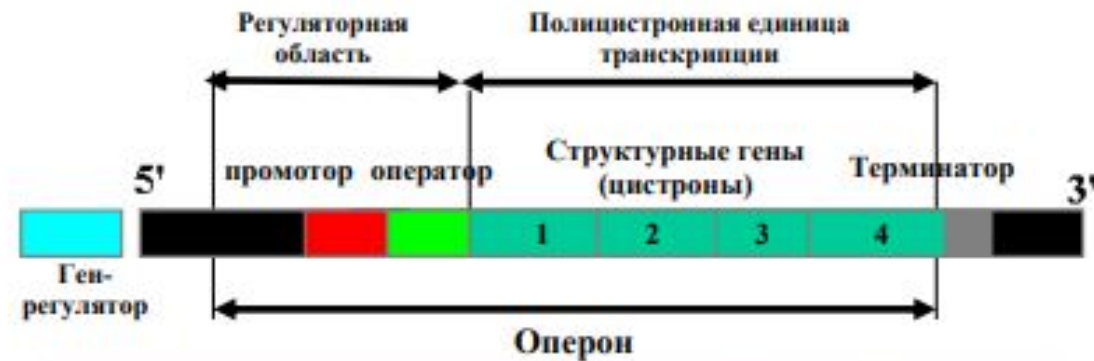 Регуляторная
область
Полицистронная единица
транскрипции
5'
промотор
оператор
Структурные гены
(цистроны)
Терминатор
3'
1
2
3
4
Ген-
регулятор
Оперон